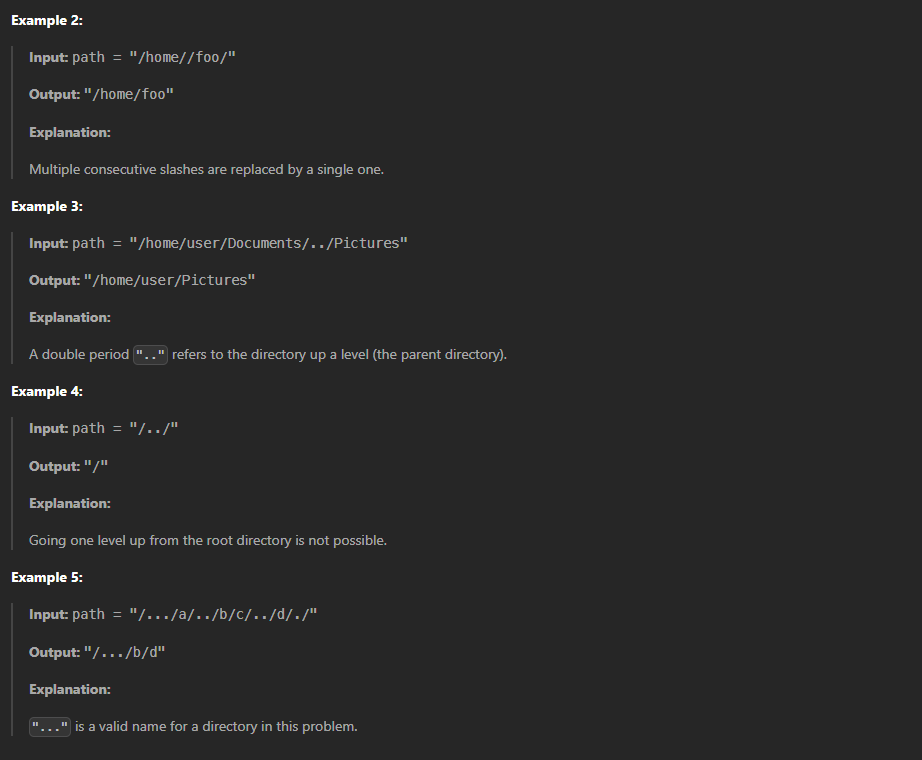 Example 2:
Input: path = "/home//foo/"
Output: "/home/foo"
Explanation:
Multiple consecutive slashes are replaced by a single one.
Example 3:
Input: path = "/home/user/Documents/../Pictures"
Output: "/home/user/Pictures"
Explanation:
A double period ".." refers to the directory up a level (the parent directory).
Example 4:
Input: path = "/../"
Output: "/"
Explanation:
Going one level up from the root directory is not possible.
Example 5:
Input: path = "/.../a/../b/c/../d/./"
Output: "/.../b/d"
Explanation:
"..." is a valid name for a directory in this problem.